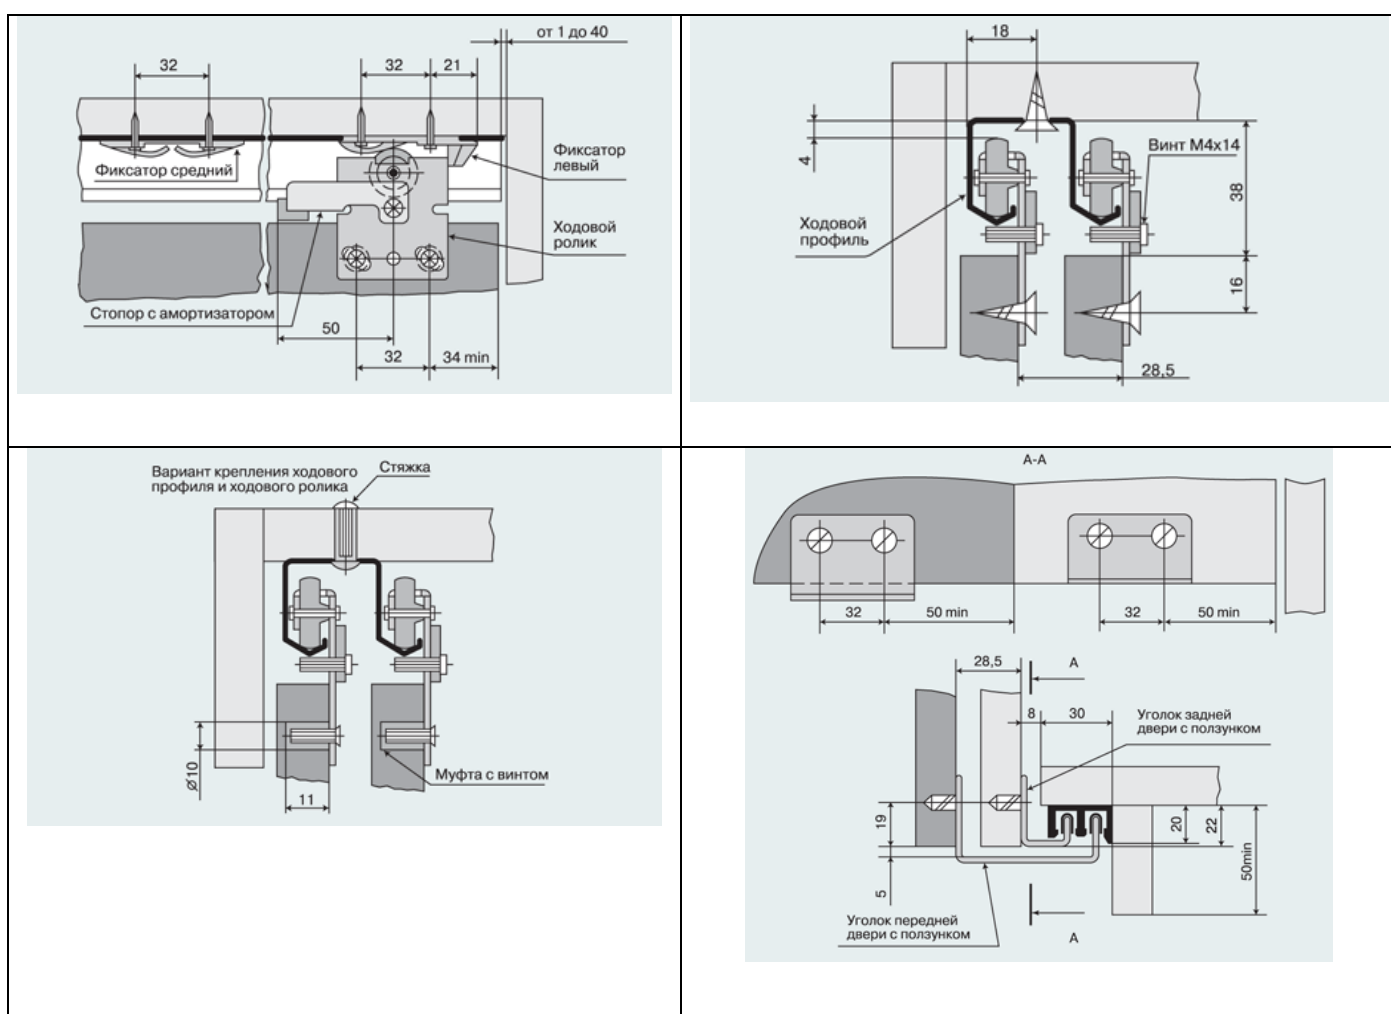 от 1 до 40
32
32
21
Фиксатор средний
Фиксатор
левый
Ходовой
ролик
Стопор с амортизатором
50
32
34 min
18
4
Винт М4х14
38
Ходовой
профиль
16
28,5
Вариант крепления ходового
профиля и ходового ролика
Стяжка
Ø10
11
Муфта с винтом
А-А
32
50 min
32
50 min
28,5
А
8
30
Уголок задней
двери с ползунком
19
20
22
50min
5
Уголок передней
двери с ползунком
А